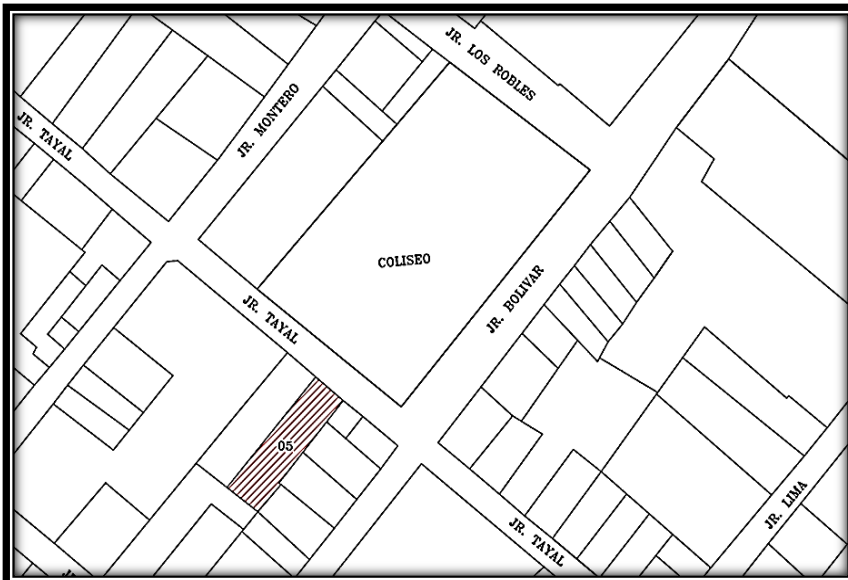 JR. LOS ROBLES
JR. MONTERO
JR. TAYAL
COLISEO
JR. BOLIVAR
JR. TAYAL
05
JR. LIMA
JR. TAYAL